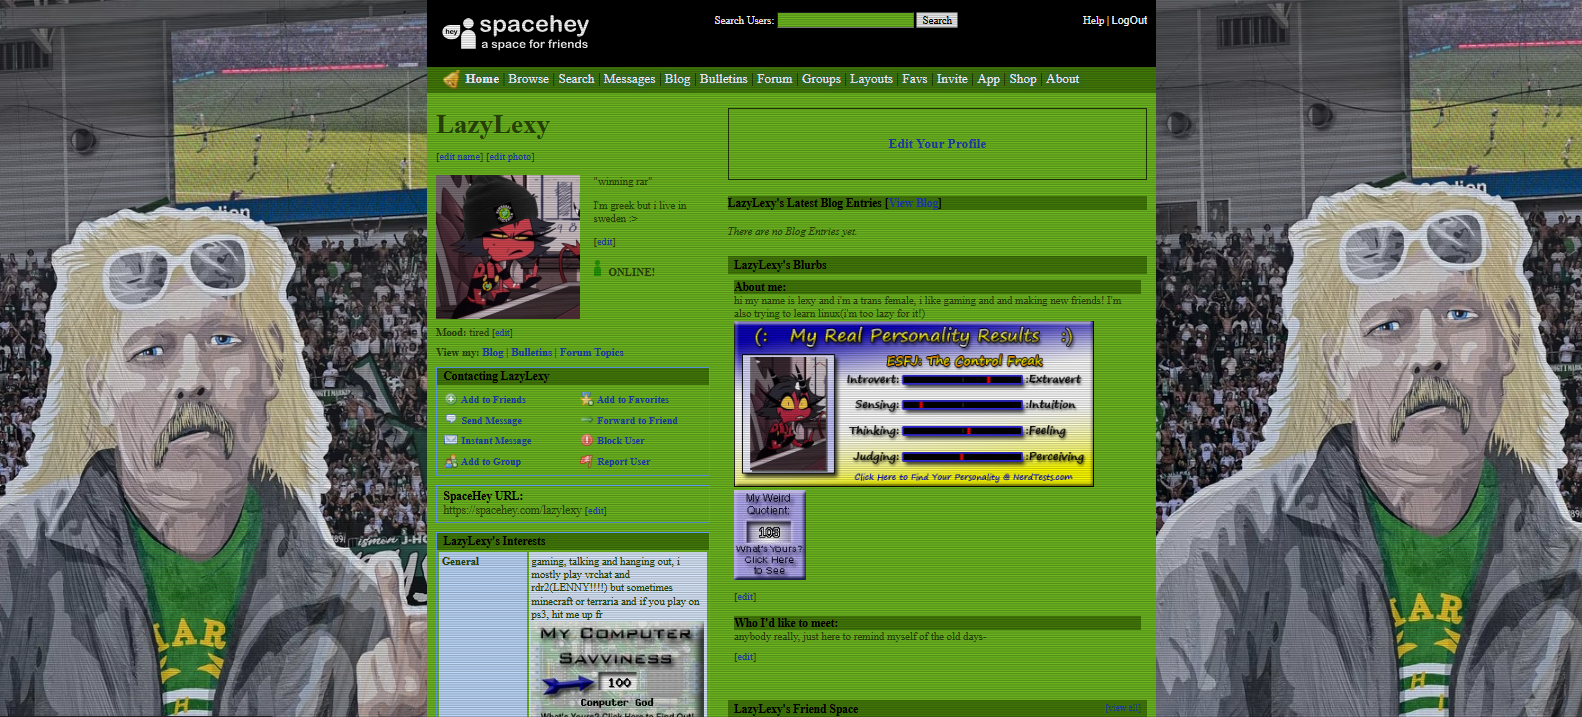 hey spacehey
a space for friends
Search Users: Search
Help | LogOut
Home | Browse | Search | Messages | Blog | Bulletins | Forum | Groups | Layouts | Favs | Invite | App | Shop | About
LazyLexy
[edit name] [edit photo]
"winning rar"
I'm greek but i live in
sweden :>
[edit]
ONLINE!
Mood: tired [edit]
View my: Blog | Bulletins | Forum Topics
Contacting LazyLexy
Add to Friends Add to Favorites
Send Message Forward to Friend
Instant Message Block User
Add to Group Report User
SpaceHey URL:
https://spacehey.com/lazylexy [edit]
LazyLexy's Interests
General
gaming, talking and hanging out, i
mostly play vrchat and
rdr2(LENNY!!!!) but sometimes
minecraft or terraria and if you play on
ps3, hit me up fr
My Computer
Savviness
100
Computer God
What's Yours? Click Here to Find Out!
Edit Your Profile
LazyLexy's Latest Blog Entries [View Blog]
There are no Blog Entries yet.
LazyLexy's Blurbs
About me:
hi my name is lexy and i'm a trans female, i like gaming and and making new friends! I'm
also trying to learn linux(i'm too lazy for it!)
(: My Real Personality Results :)
ESFJ: The Control Freak
Introvert: :Extravert
Sensing: :Intuition
Thinking: :Feeling
Judging: :Perceiving
Click Here to Find Your Personality @ NerdTests.com
My Weird
Quotient:
103
What's Yours?
Click Here
to See
[edit]
Who I'd like to meet:
anybody really, just here to remind myself of the old days~
[edit]
LazyLexy's Friend Space [view all]